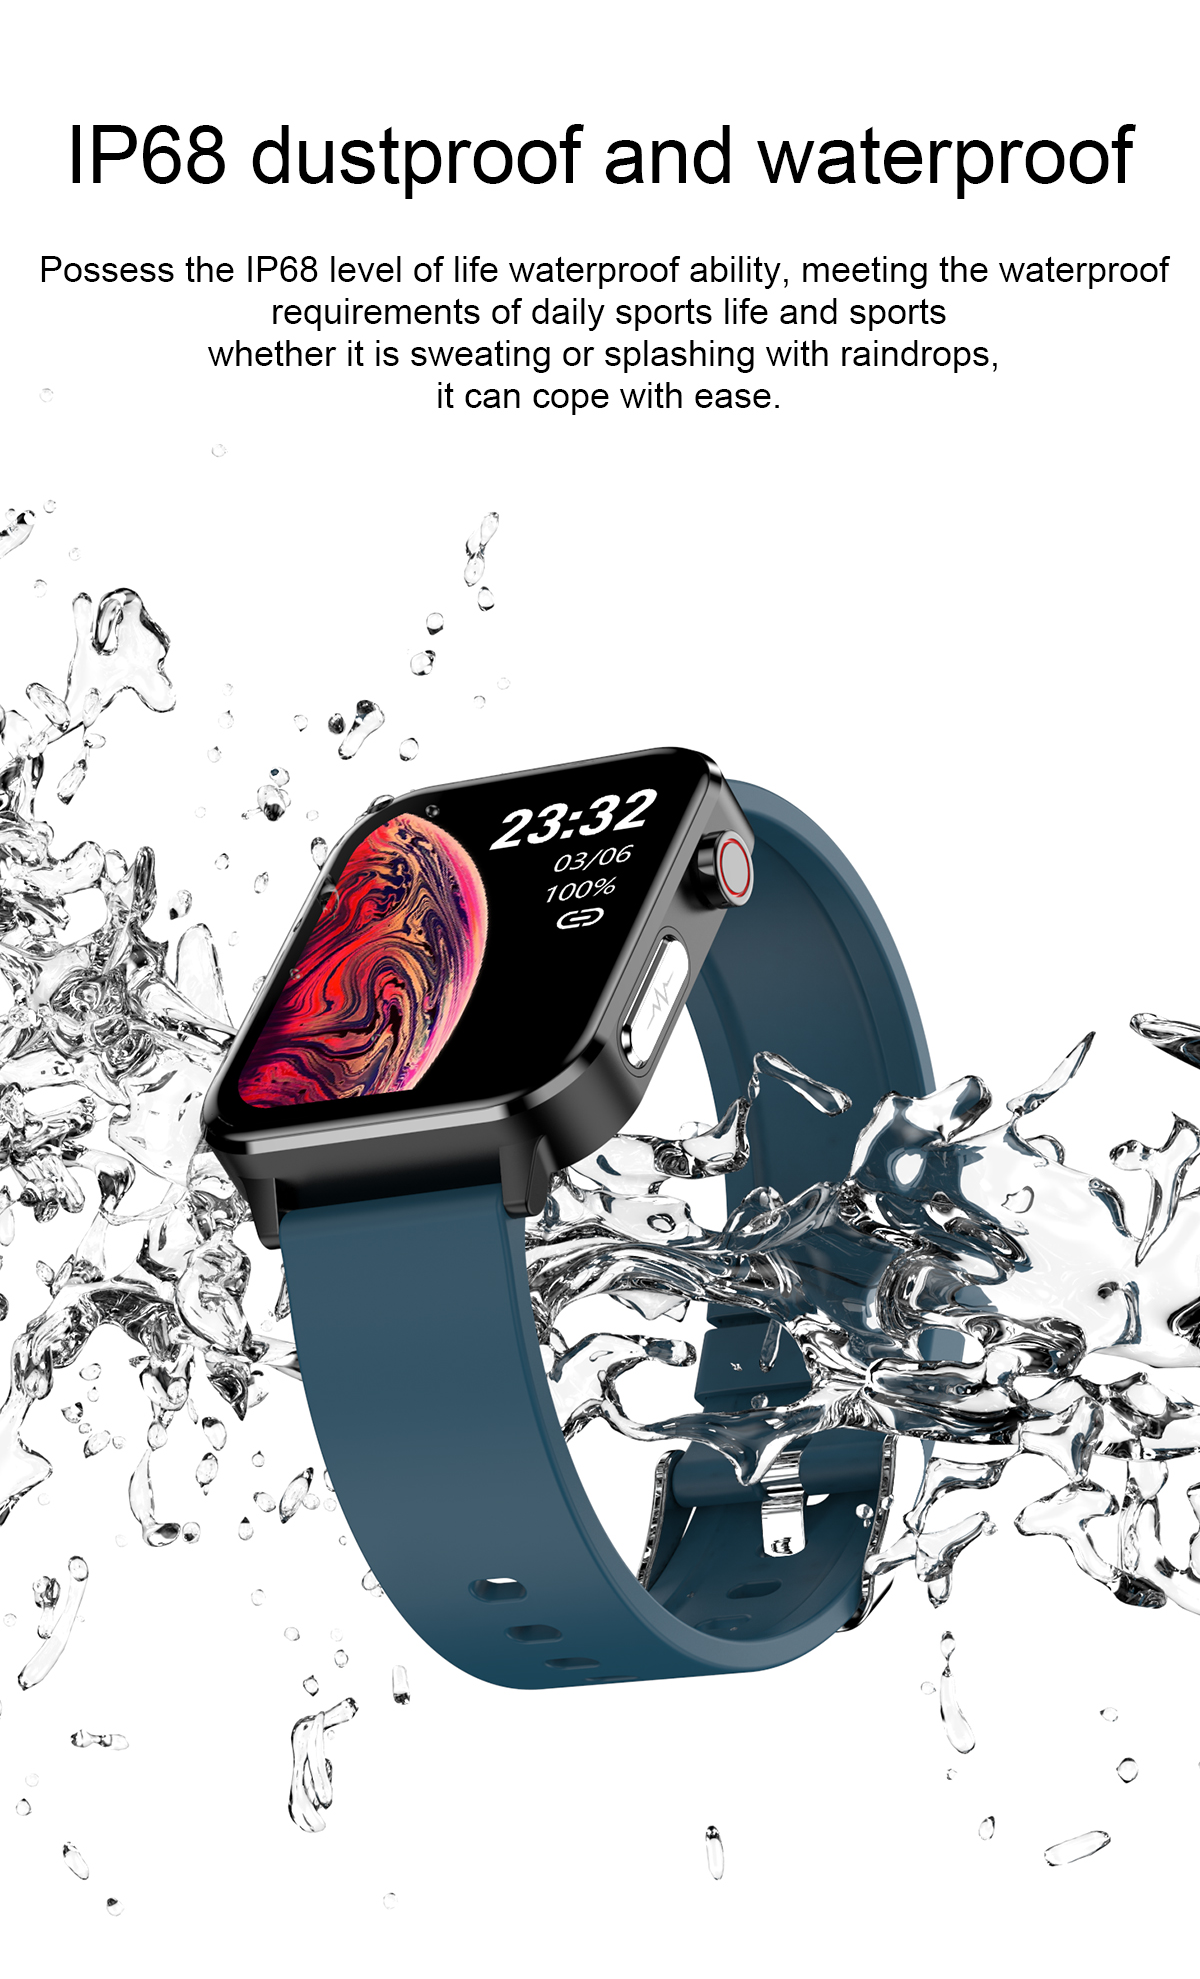 IP68 dustproof and waterproof
Possess the IP68 level of life waterproof ability, meeting the waterproof
requirements of daily sports life and sports
whether it is sweating or splashing with raindrops,
it can cope with ease.
23:32
03/06
100%